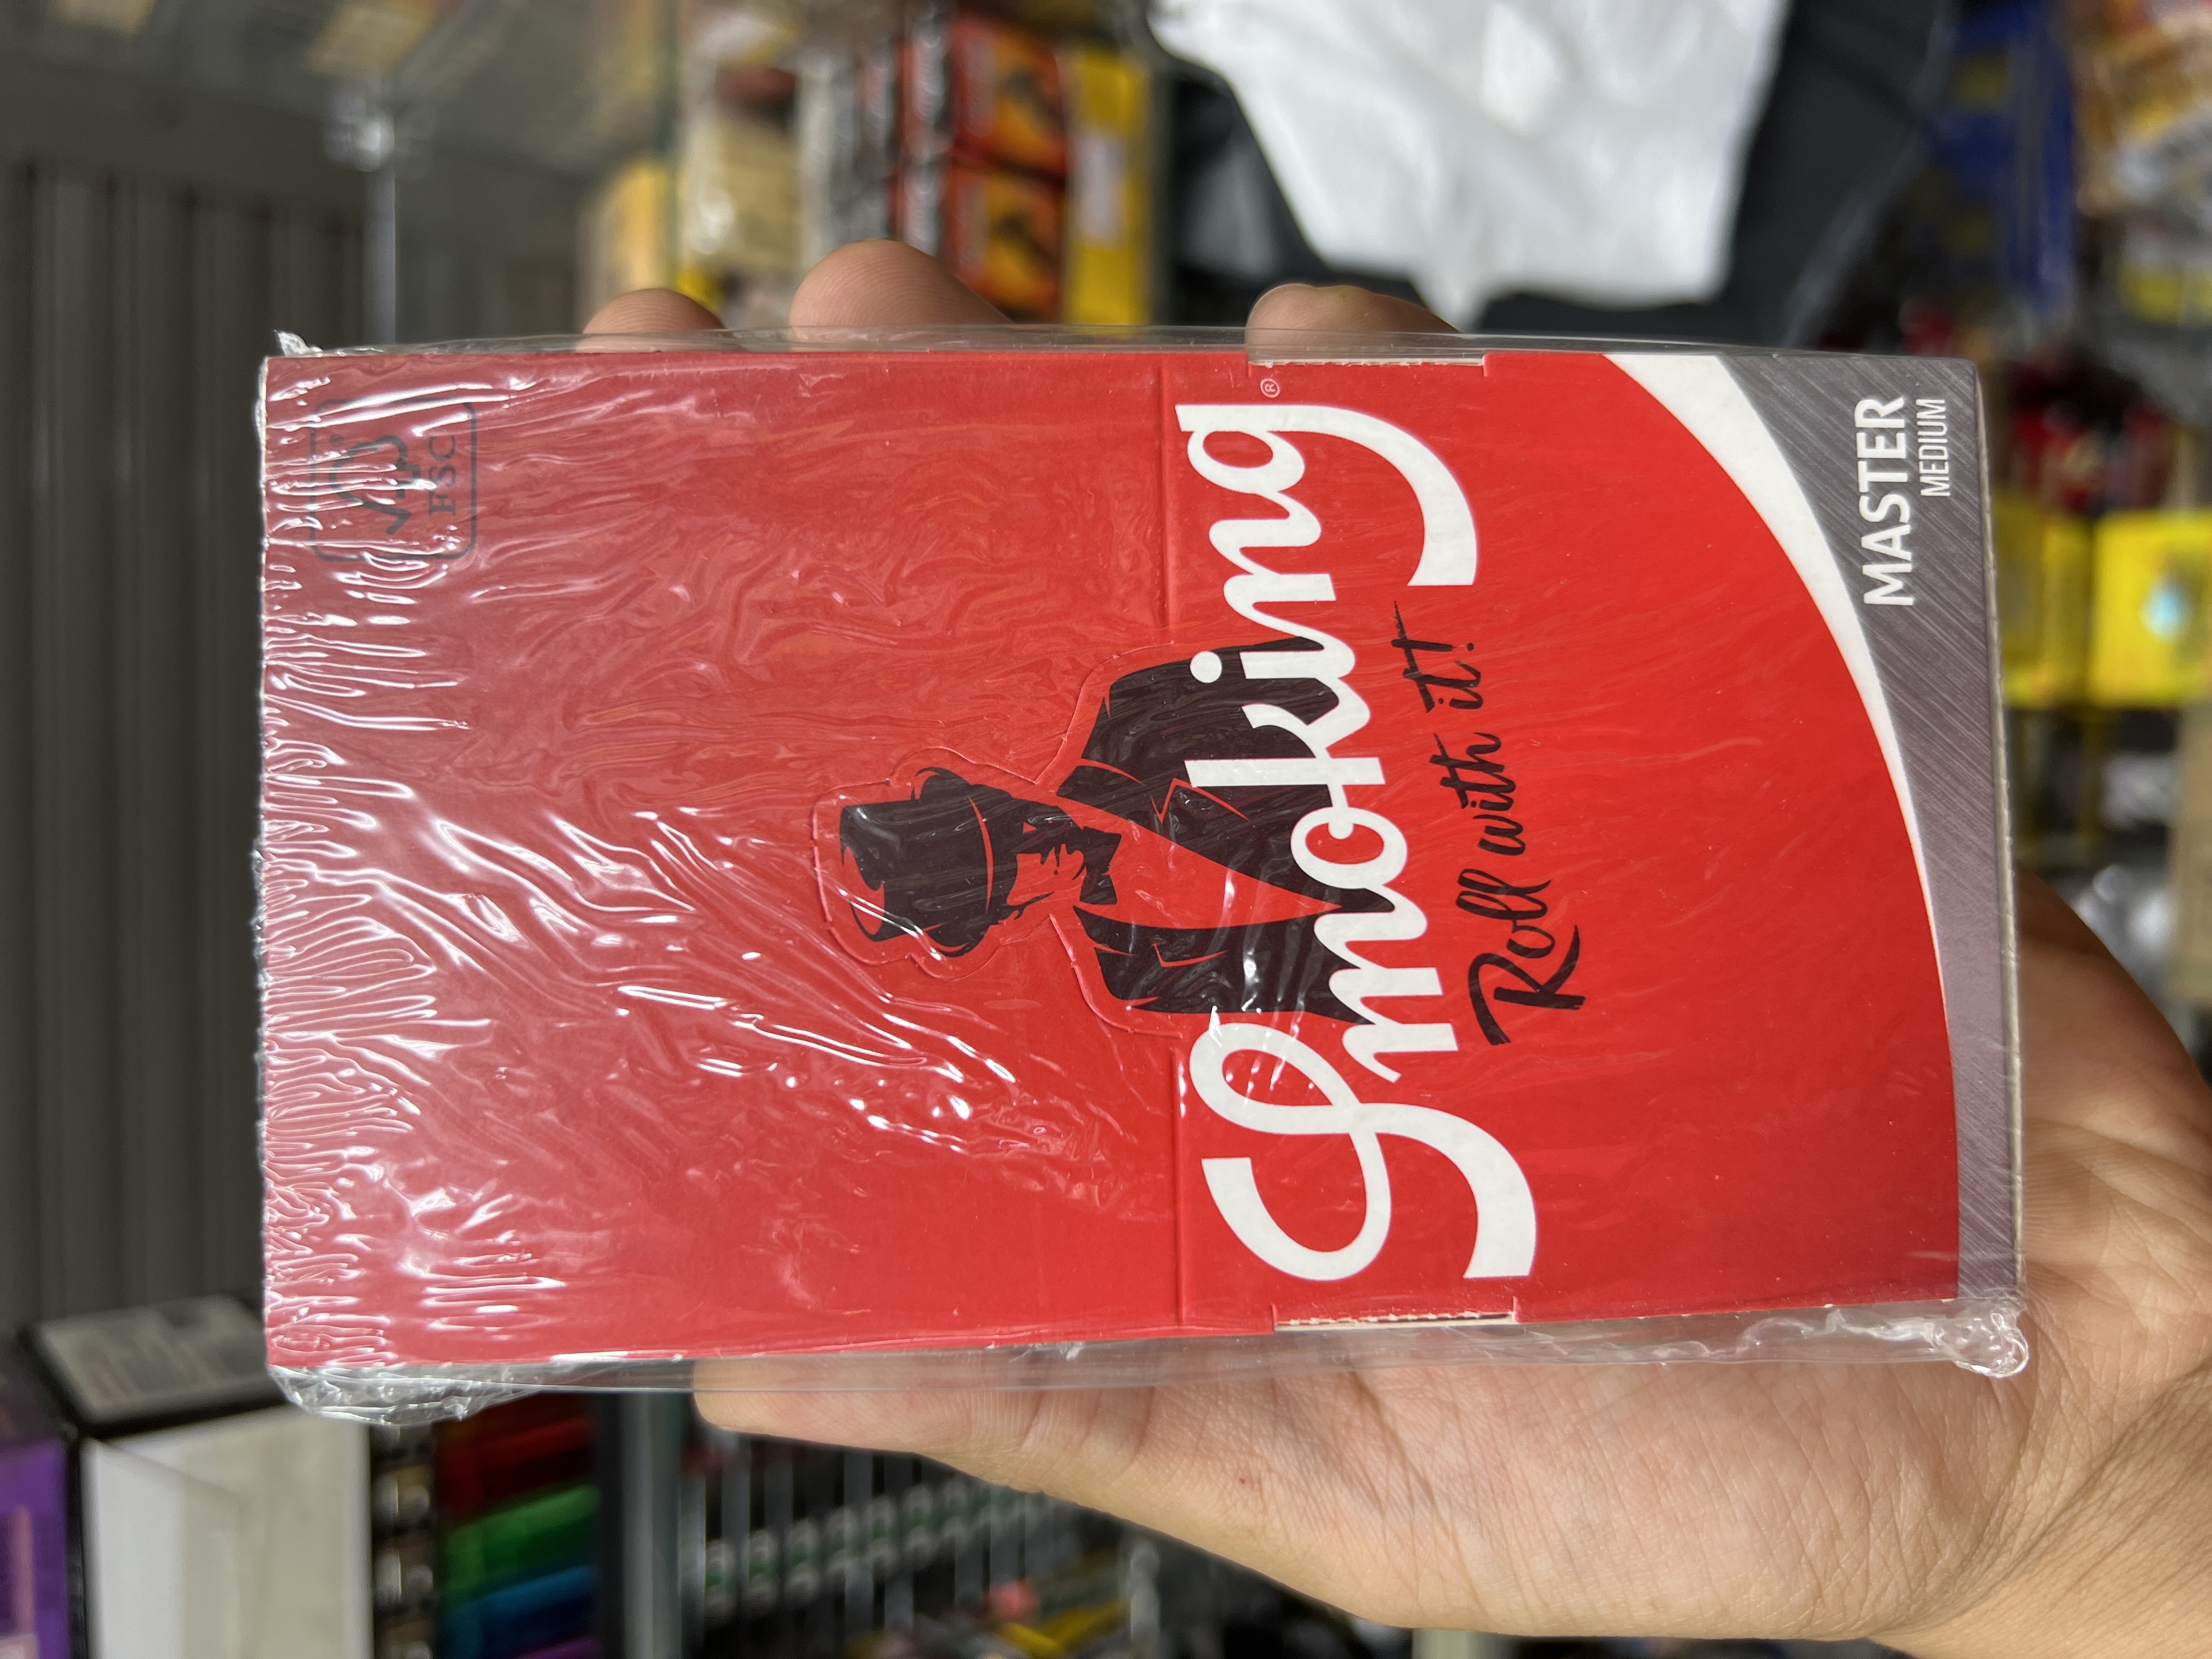 FSC
Smoking®
Roll with it!
MASTER
MEDIUM